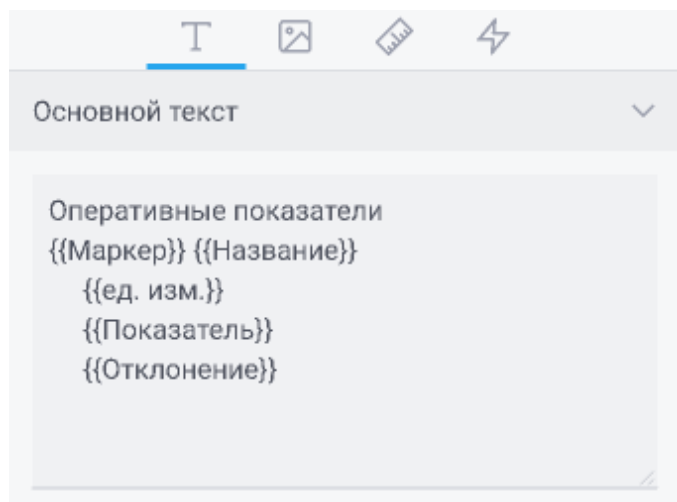 Основной текст
Оперативные показатели
{{Маркер}} {{Название}}
{{ед. изм.}}
{{Показатель}}
{{Отклонение}}